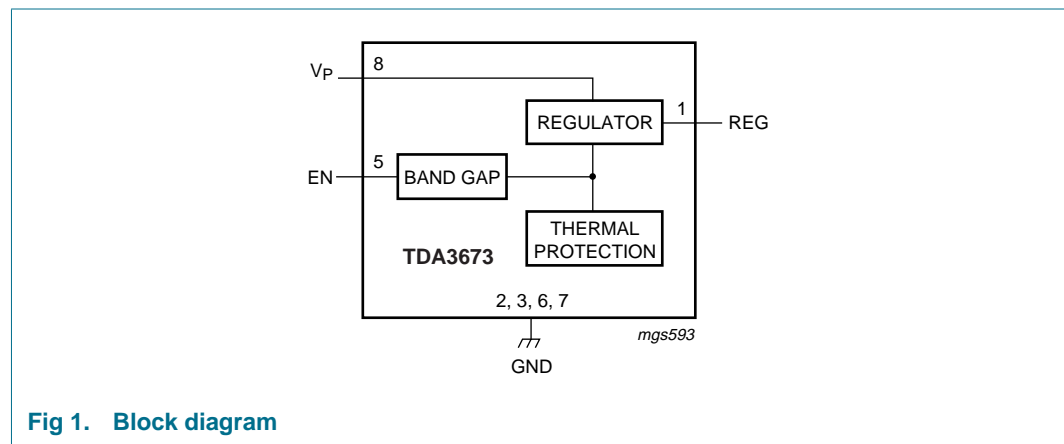 VP
8
REGULATOR
1
REG
EN
5
BAND GAP
THERMAL
PROTECTION
TDA3673
2, 3, 6, 7
mgs593
GND
Fig 1. Block diagram